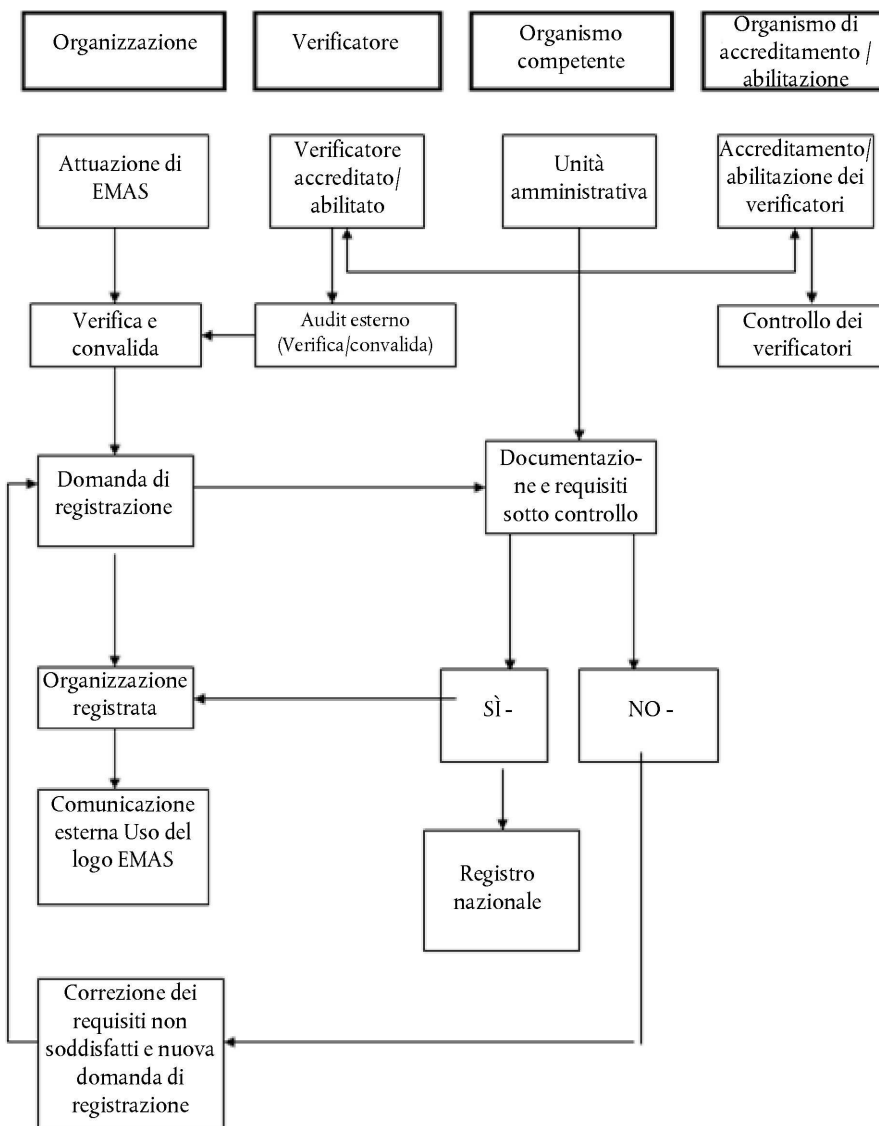 Organizzazione
Verificatore
Organismo
competente
Organismo di
accreditamento /
abilitazione
Attuazione di
EMAS
Verificatore
accreditato/
abilitato
Unità
amministrativa
Accreditamento/
abilitazione dei
verificatori
Verifica e
convalida
Audit esterno
(Verifica/convalida)
Controllo dei
verificatori
Domanda di
registrazione
Documentazio-
ne e requisiti
sotto controllo
Organizzazione
registrata
SÌ -
NO -
Comunicazione
esterna Uso del
logo EMAS
Registro
nazionale
Correzione dei
requisiti non
soddisfatti e nuova
domanda di
registrazione